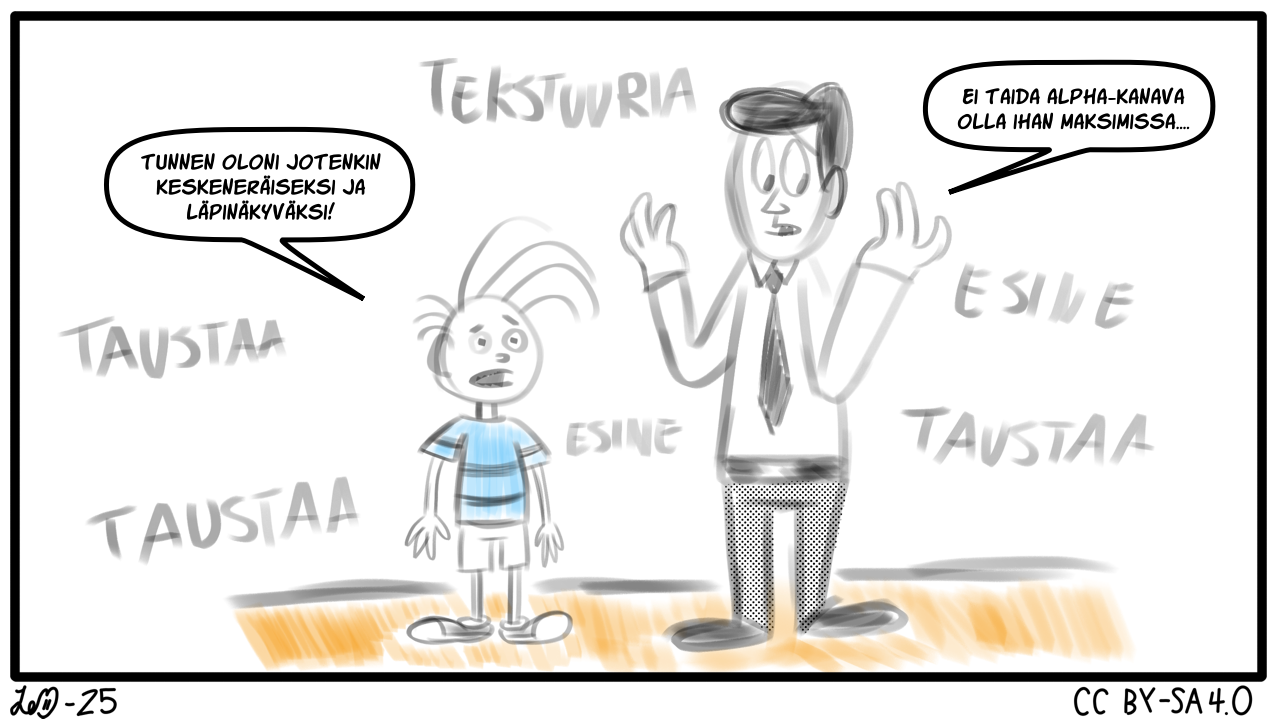 TEKSTUURIA
EI TAIDA ALPHA-KANAVA
OLLA IHAN MAKSIMISSA....
TUNNEN OLONI JOTENKIN
KESKENERÄISEKSI JA
LÄPINÄKYVÄKSI!
ESINE
TAUSTAA
ESINE
TAUSTAA
TAUSTAA
-25
CC BY-SA 4.0